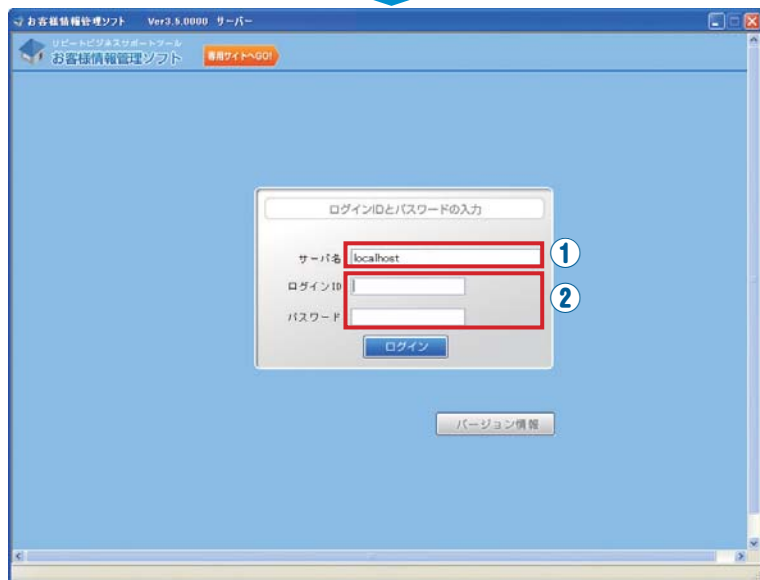 お客様情報管理ソフト Ver3.5.0000 サーバー
リピートビジネスサポートツール
お客様情報管理ソフト
専用サイトへGO!
ログインIDとパスワードの入力
サーバ名 localhost
①
ログインID
②
パスワード
ログイン
バージョン情報